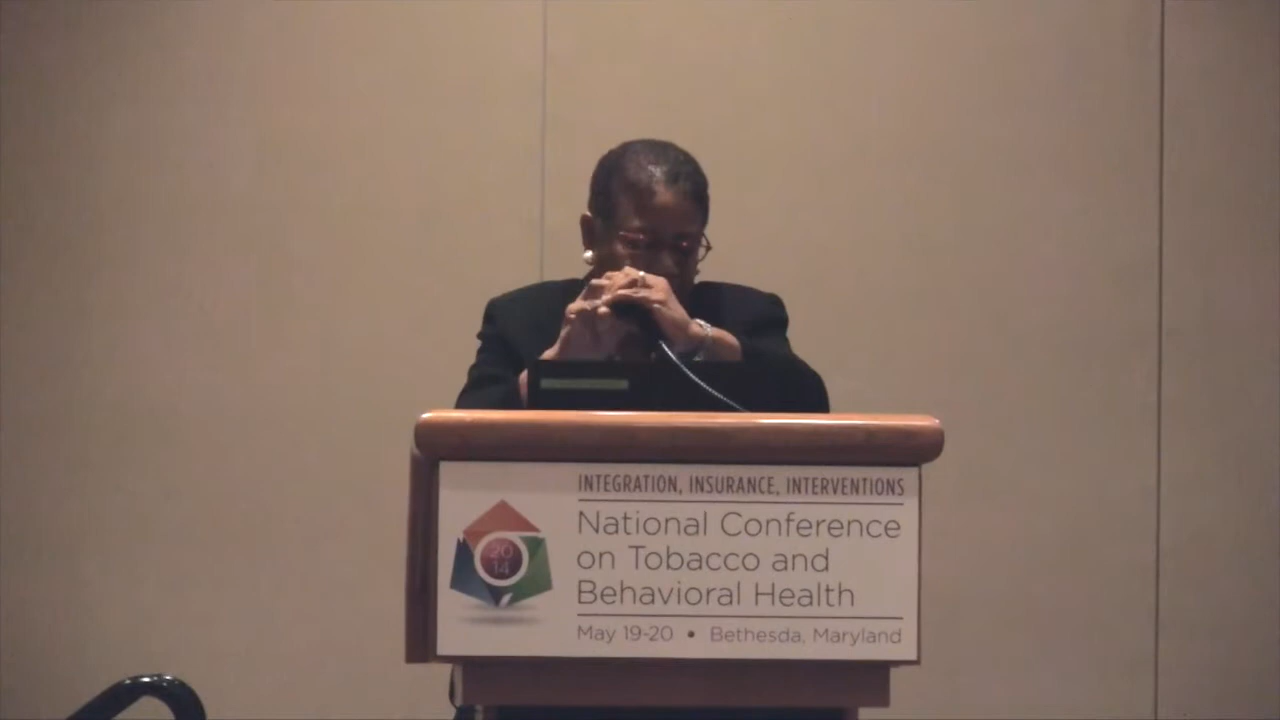 INTEGRATION, INSURANCE, INTERVENTIONS
National Conference
on Tobacco and
Behavioral Health
May 19-20 • Bethesda, Maryland
20
14